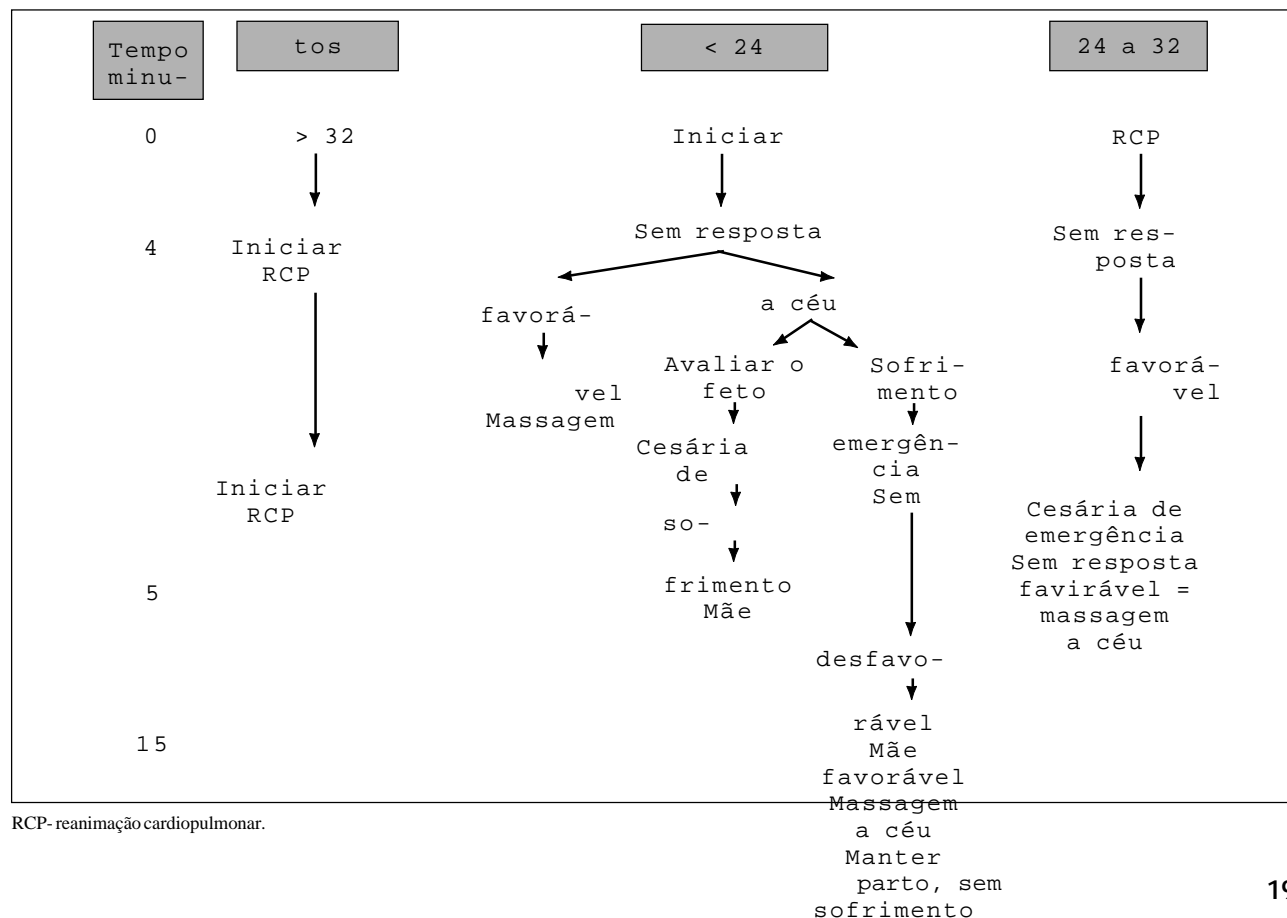 Tempo
minu-
tos
< 24
24 a 32
0
> 32
Iniciar
RCP
4
Iniciar
RCP
Sem resposta
Sem res-
posta
favorá-
a céu
vel
Massagem
Avaliar o
feto
Sofri-
mento
favorá-
vel
Cesária
de
emergên-
cia
Sem
Iniciar
RCP
so-
Cesária de
emergência
Sem resposta
favirável =
massagem
a céu
5
frimento
Mãe
desfavo-
15
rável
Mãe
favorável
Massagem
a céu
Manter
parto, sem
sofrimento
RCP- reanimação cardiopulmonar.
19